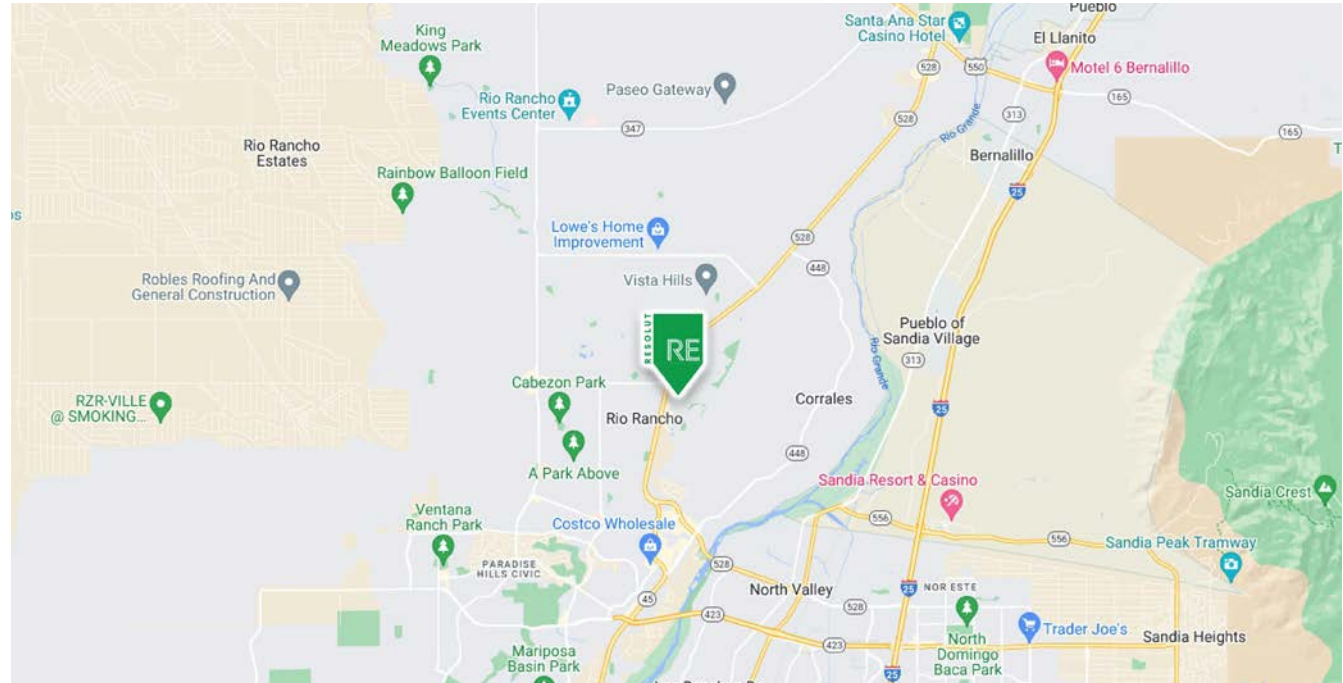 Pueblo
King
Meadows Park
Santa Ana Star
Casino Hotel
El Llanito
528
550
Motel 6 Bernalillo
Paseo Gateway
Rio Rancho
Events Center
347
528
165
313
165
Rio Grande
Rio Rancho
Estates
Bernalillo
T
Rainbow Balloon Field
25
os
Lowe's Home
Improvement
528
448
Robles Roofing And
General Construction
Vista Hills
RESOLUT
RE
Pueblo of
Sandia Village
Rio Grande
313
Cabezon Park
RZR-VILLE
@ SMOKING...
Corrales
25
Rio Rancho
448
A Park Above
Sandia Resort & Casino
Sandia Crest
Ventana
Ranch Park
Costco Wholesale
556
556
Sandia Peak Tramway
PARADISE
HILLS CIVIC
528
North Valley
25
NOR ESTE
45
528
423
Trader Joe's
Sandia Heights
423
North
Domingo
Baca Park
Mariposa
Basin Park
25